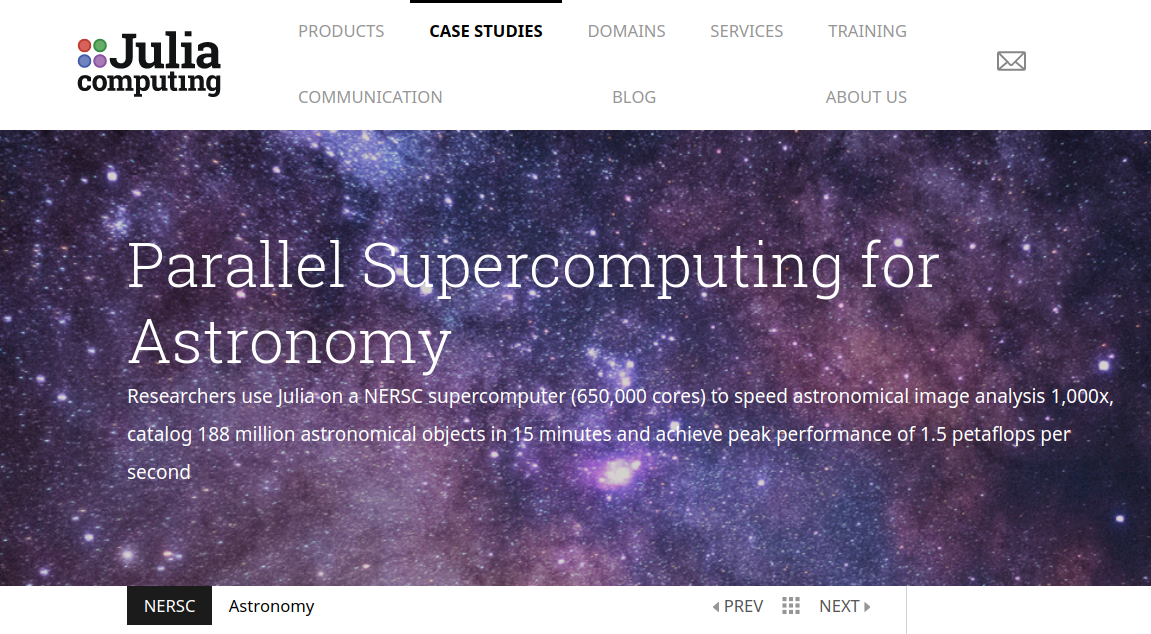 Julia
computing
PRODUCTS CASE STUDIES DOMAINS SERVICES TRAINING
COMMUNICATION BLOG ABOUT US
Parallel Supercomputing for
Astronomy
Researchers use Julia on a NERSC supercomputer (650,000 cores) to speed astronomical image analysis 1,000x,
catalog 188 million astronomical objects in 15 minutes and achieve peak performance of 1.5 petaflops per
second
NERSC Astronomy PREV NEXT